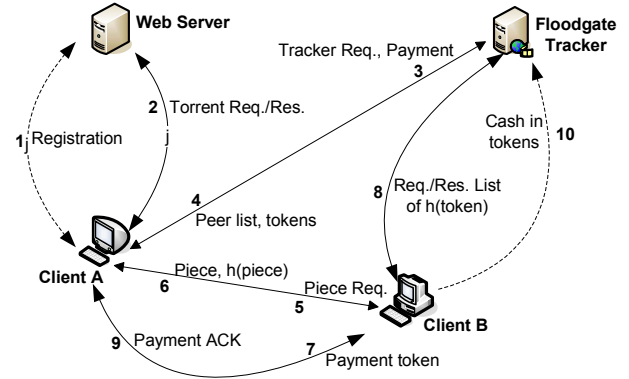 Web Server
Floodgate
Tracker
Tracker Req., Payment
3
2 Torrent Req./Res.
j
1j Registration
Cash in
tokens
10
4
Peer list, tokens
8
Req./Res. List
of h(token)
Client A
Piece, h(piece)
6
Piece Req.
5
Client B
9
Payment ACK
7
Payment token